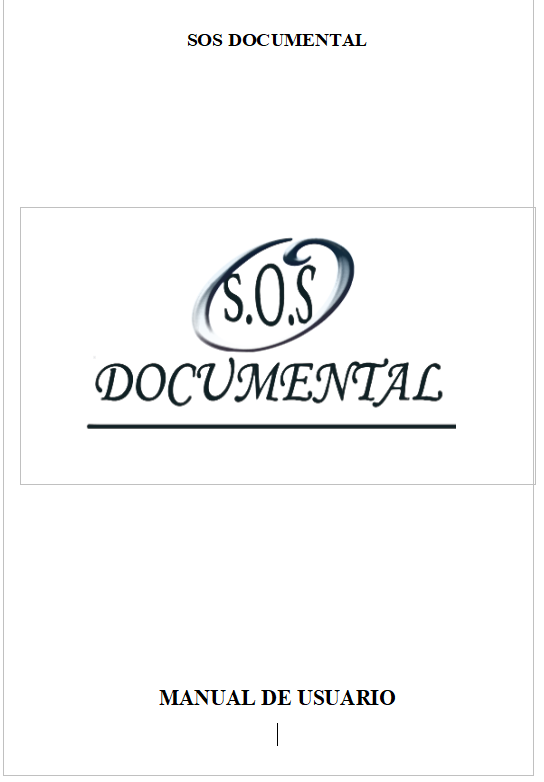 SOS DOCUMENTAL
S.O.S
DOCUMENTAL
MANUAL DE USUARIO